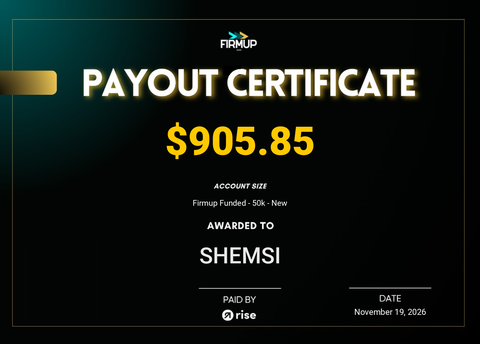 FIRMUP
PAYOUT CERTIFICATE
$905.85
ACCOUNT SIZE
Firmup Funded - 50k - New
AWARDED TO
SHEMSI
PAID BY
rise
DATE
November 19, 2026